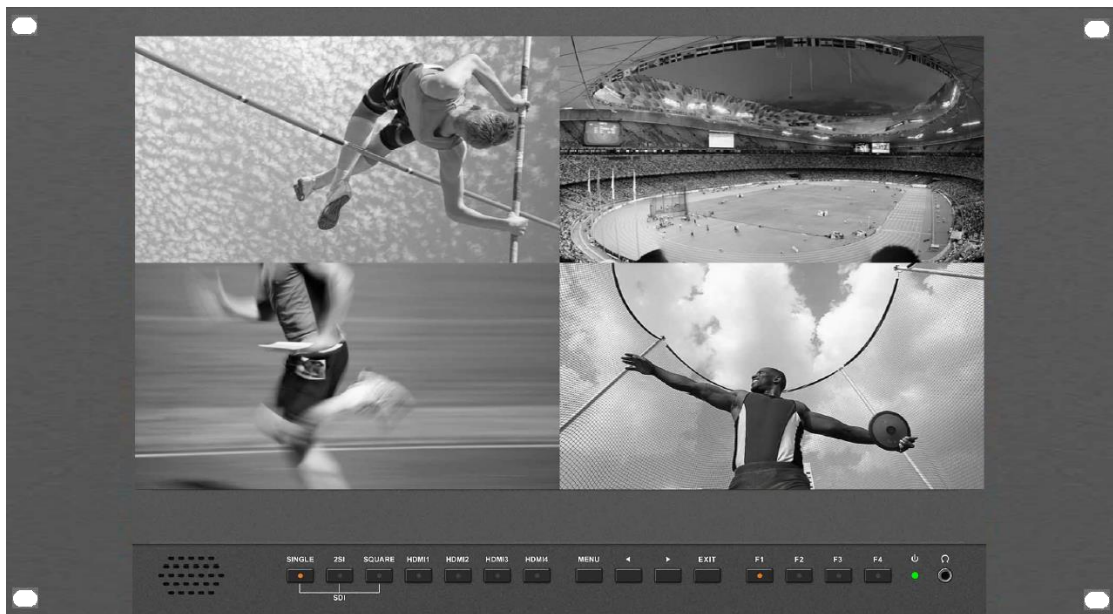 SINGLE 2SI SQUARE HDMI1 HDMI2 HDMI3 HDMI4 MENU ◀ ▶ EXIT F1 F2 F3 F4
SDI